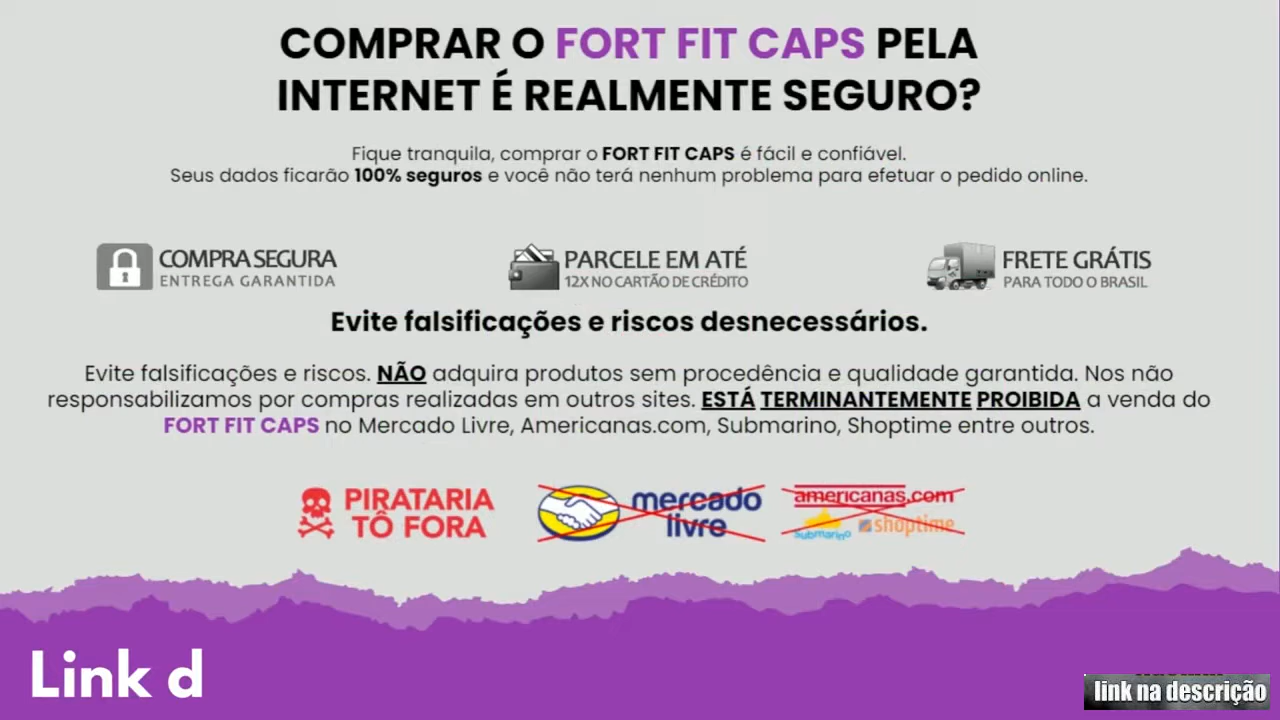 COMPRAR O FORT FIT CAPS PELA
INTERNET É REALMENTE SEGURO?
Fique tranquila, comprar o FORT FIT CAPS é fácil e confiável.
Seus dados ficarão 100% seguros e você não terá nenhum problema para efetuar o pedido online.
COMPRA SEGURA
ENTREGA GARANTIDA
PARCELE EM ATÉ
12X NO CARTÃO DE CRÉDITO
FRETE GRÁTIS
PARA TODO O BRASIL
Evite falsificações e riscos desnecessários.
Evite falsificações e riscos. NÃO adquira produtos sem procedência e qualidade garantida. Nos não
responsabilizamos por compras realizadas em outros sites. ESTÁ TERMINANTEMENTE PROIBIDA a venda do
FORT FIT CAPS no Mercado Livre, Americanas.com, Submarino, Shoptime entre outros.
PIRATARIA
TÔ FORA
mercado
livre
americanas.com
submarino
shoptime
Link d
link na descrição